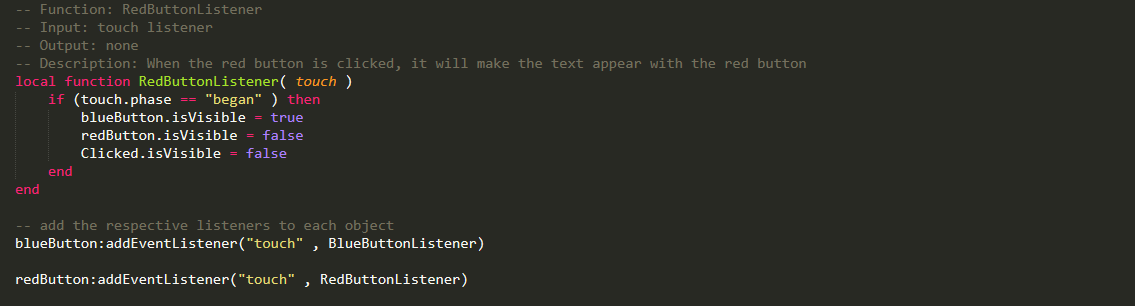 -- Function: RedButtonListener
-- Input: touch listener
-- Output: none
-- Description: When the red button is clicked, it will make the text appear with the red button
local function RedButtonListener( touch )
    if (touch.phase == "began" ) then
        blueButton.isVisible = true
        redButton.isVisible = false
        Clicked.isVisible = false
    end
end

-- add the respective listeners to each object
blueButton:addEventListener("touch" , BlueButtonListener)

redButton:addEventListener("touch" , RedButtonListener)